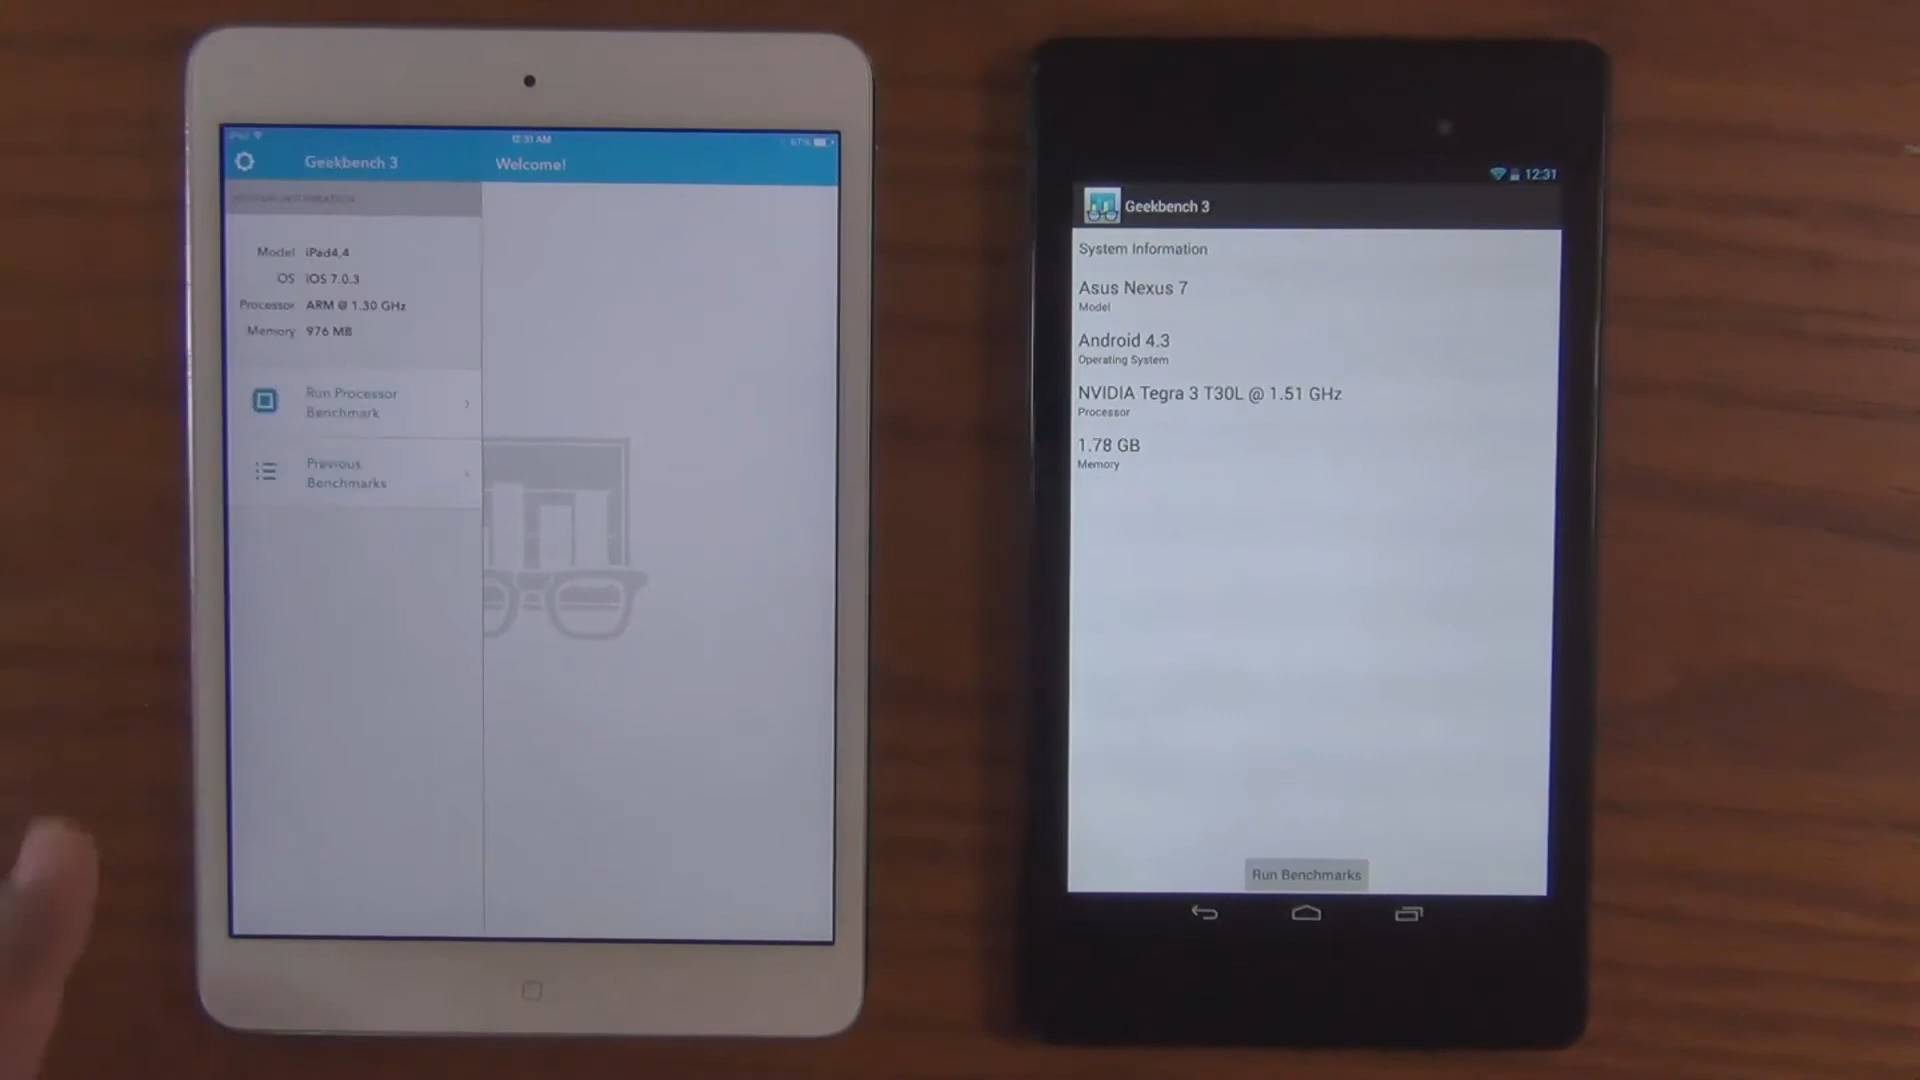 iPad
12:31 AM
67%
Geekbench 3
Welcome!
SYSTEM INFORMATION
Model iPad4,4
OS iOS 7.0.3
Processor ARM @ 1.30 GHz
Memory 976 MB
Run Processor
Benchmark
Previous
Benchmarks
12:31
Geekbench 3
System Information
Asus Nexus 7
Model
Android 4.3
Operating System
NVIDIA Tegra 3 T30L @ 1.51 GHz
Processor
1.78 GB
Memory
Run Benchmarks